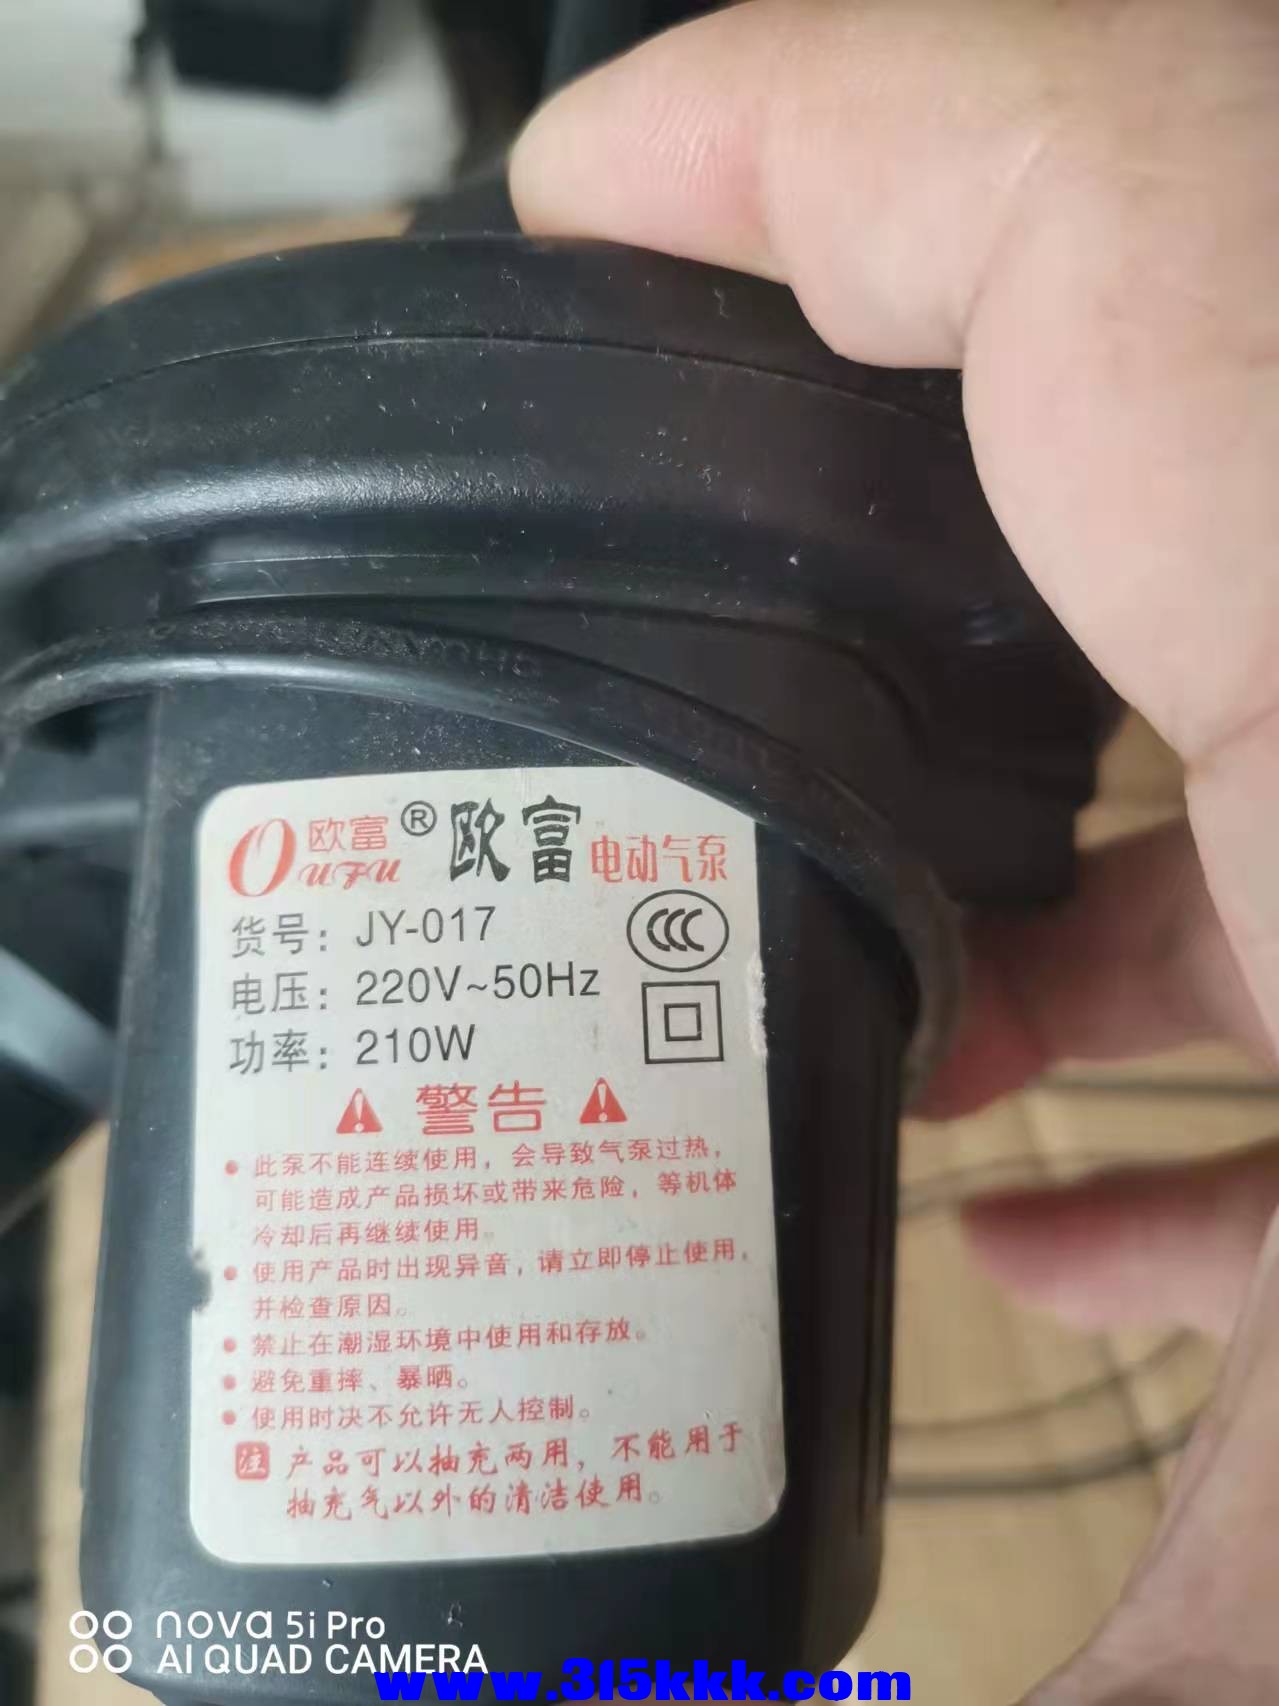 欧富 ® 欧富 电动气泵
OUFU
货号: JY-017
电压: 220V~50Hz
功率: 210W
警告
此泵不能连续使用，会导致气泵过热，
可能造成产品损坏或带来危险，等机体
冷却后再继续使用。
使用产品时出现异音，请立即停止使用，
并检查原因。
禁止在潮湿环境中使用和存放。
避免重摔、暴晒。
使用时决不允许无人控制。
注 产品可以抽充两用，不能用于
抽充气以外的清洁使用。
nova 5i Pro
AI QUAD CAMERA
www.315kkk.com